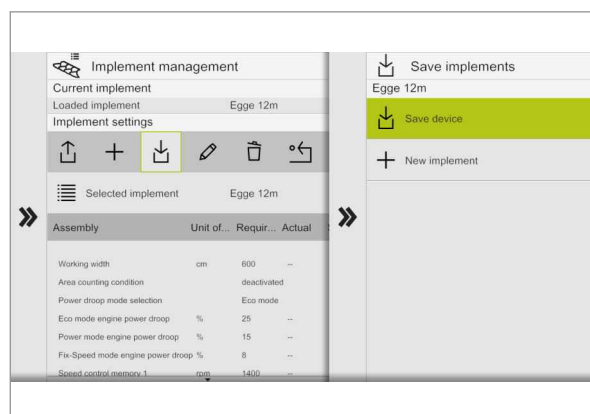 Implement management
Current implement
Loaded implement Egge 12m
Implement settings
Selected implement Egge 12m
Assembly Unit of... Requir... Actual
Working width cm 600 --
Area counting condition deactivated
Power droop mode selection Eco mode
Eco mode engine power droop % 25 --
Power mode engine power droop % 15 --
Fix-Speed mode engine power droop % 8 --
Speed control memory 1 rpm 1400 --
Save implements
Egge 12m
Save device
New implement